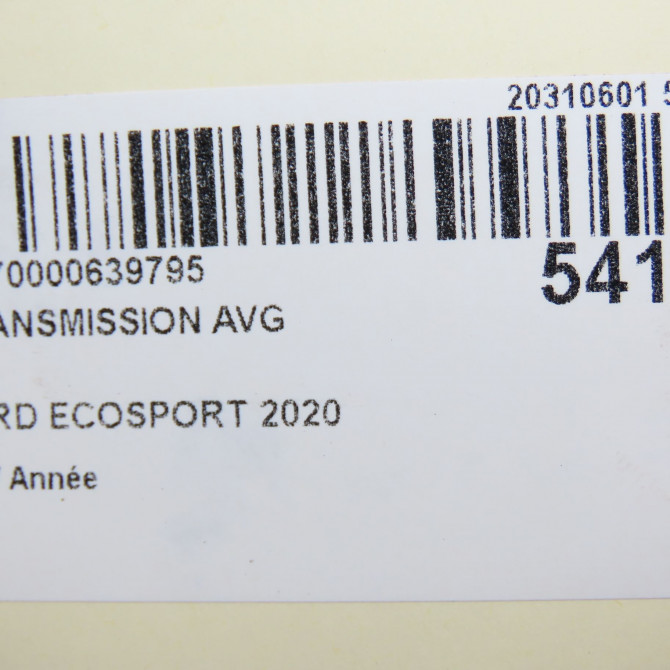 20310601 5
70000639795
541
ANSMISSION AVG
RD ECOSPORT 2020
/ Année